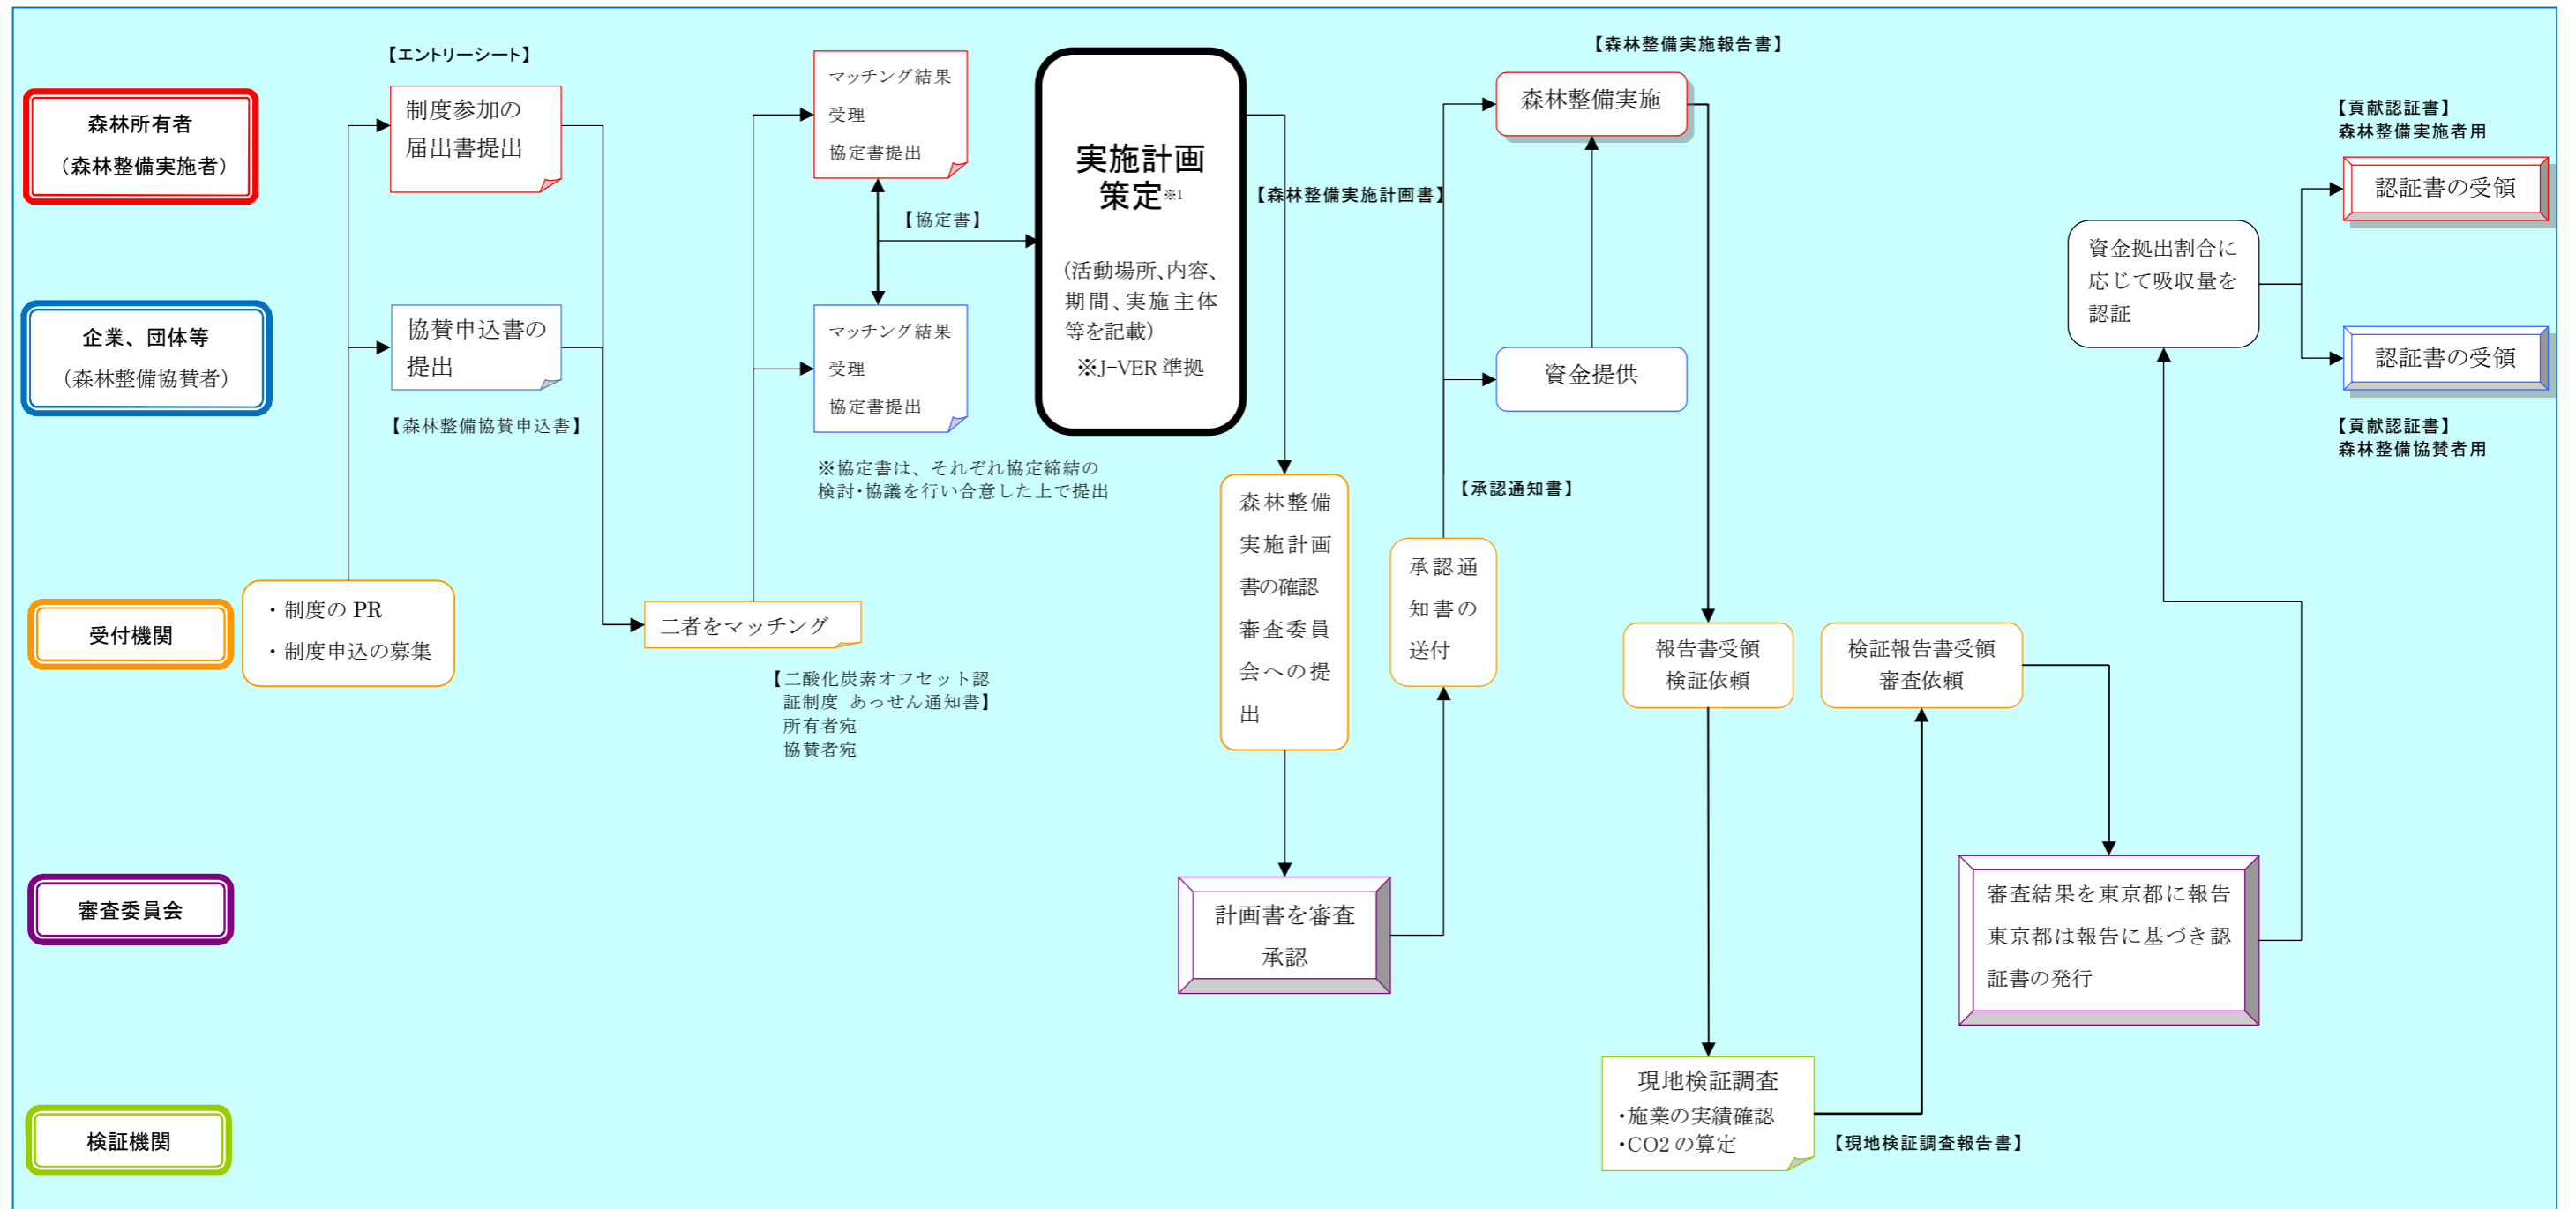 森林所有者
（森林整備実施者）
企業、団体等
（森林整備協賛者）
受付機関
審査委員会
検証機関
・制度の PR
・制度申込の募集
【エントリーシート】
制度参加の
届出書提出
協賛申込書の
提出
【森林整備協賛申込書】
二者をマッチング
【二酸化炭素オフセット認
証制度 あっせん通知書】
所有者宛
協賛者宛
マッチング結果
受理
協定書提出
【協定書】
マッチング結果
受理
協定書提出
※協定書は、それぞれ協定締結の
検討・協議を行い合意した上で提出
実施計画
策定※1
（活動場所、内容、
期間、実施主体
等を記載）
※J-VER 準拠
【森林整備実施計画書】
森林整備
実施計画
書の確認
審査委員
会への提
出
計画書を審査
承認
承認通
知書の
送付
【承認通知書】
【森林整備実施報告書】
森林整備実施
資金提供
報告書受領
検証依頼
現地検証調査
・施業の実績確認
・CO2 の算定
【現地検証調査報告書】
検証報告書受領
審査依頼
審査結果を東京都に報告
東京都は報告に基づき認
証書の発行
資金拠出割合に
応じて吸収量を
認証
【貢献認証書】
森林整備実施者用
認証書の受領
認証書の受領
【貢献認証書】
森林整備協賛者用